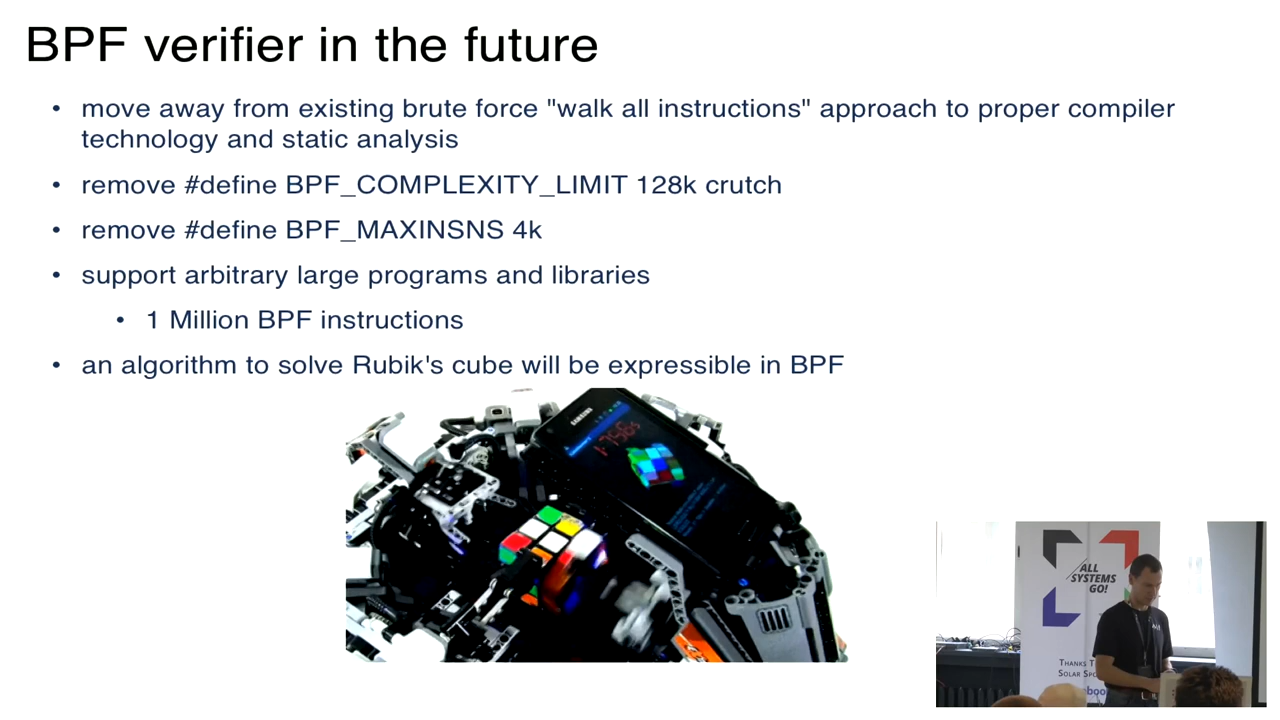 BPF verifier in the future
• move away from existing brute force "walk all instructions" approach to proper compiler
technology and static analysis
• remove #define BPF_COMPLEXITY_LIMIT 128k crutch
• remove #define BPF_MAXINSNS 4k
• support arbitrary large programs and libraries
• 1 Million BPF instructions
• an algorithm to solve Rubik's cube will be expressible in BPF
SAMSUNG
ALL
SYSTEMS
GO!
THANKS
SOLAR